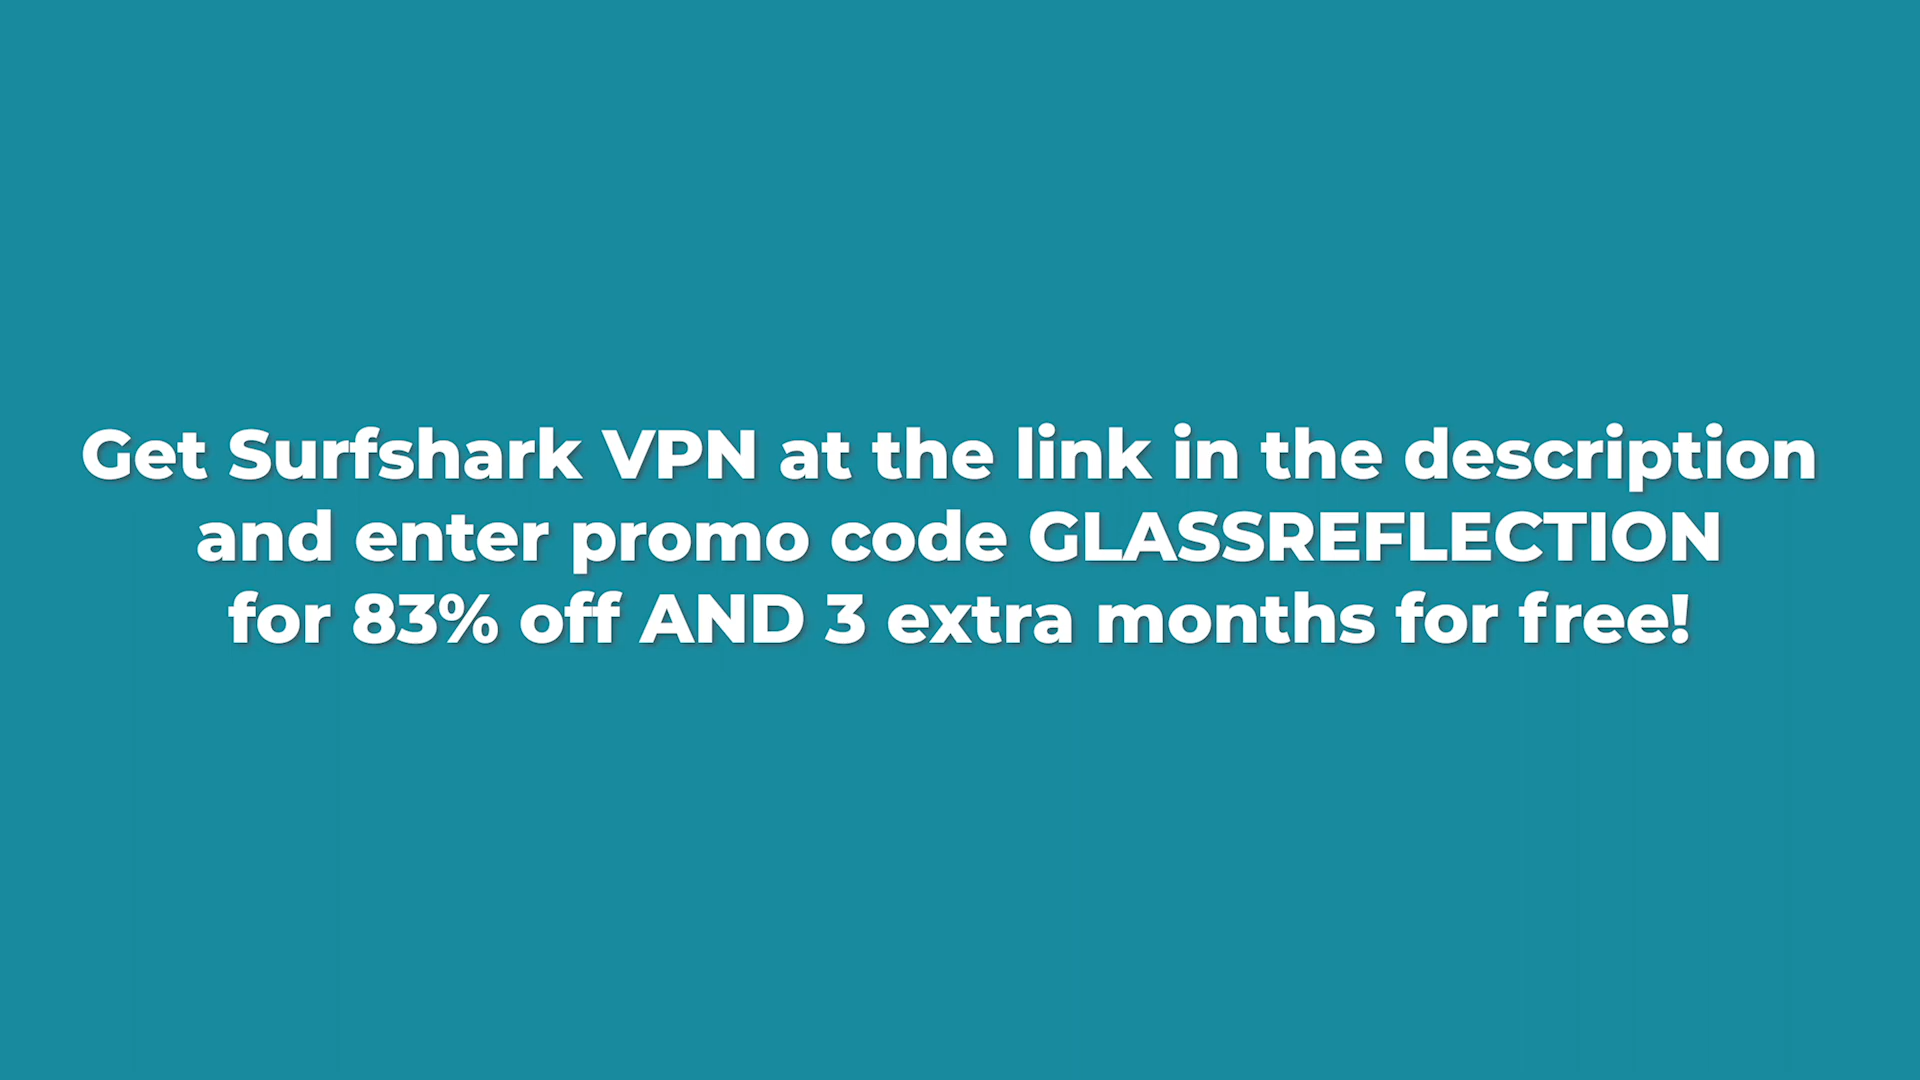 Get Surfshark VPN at the link in the description
and enter promo code GLASSREFLECTION
for 83% off AND 3 extra months for free!